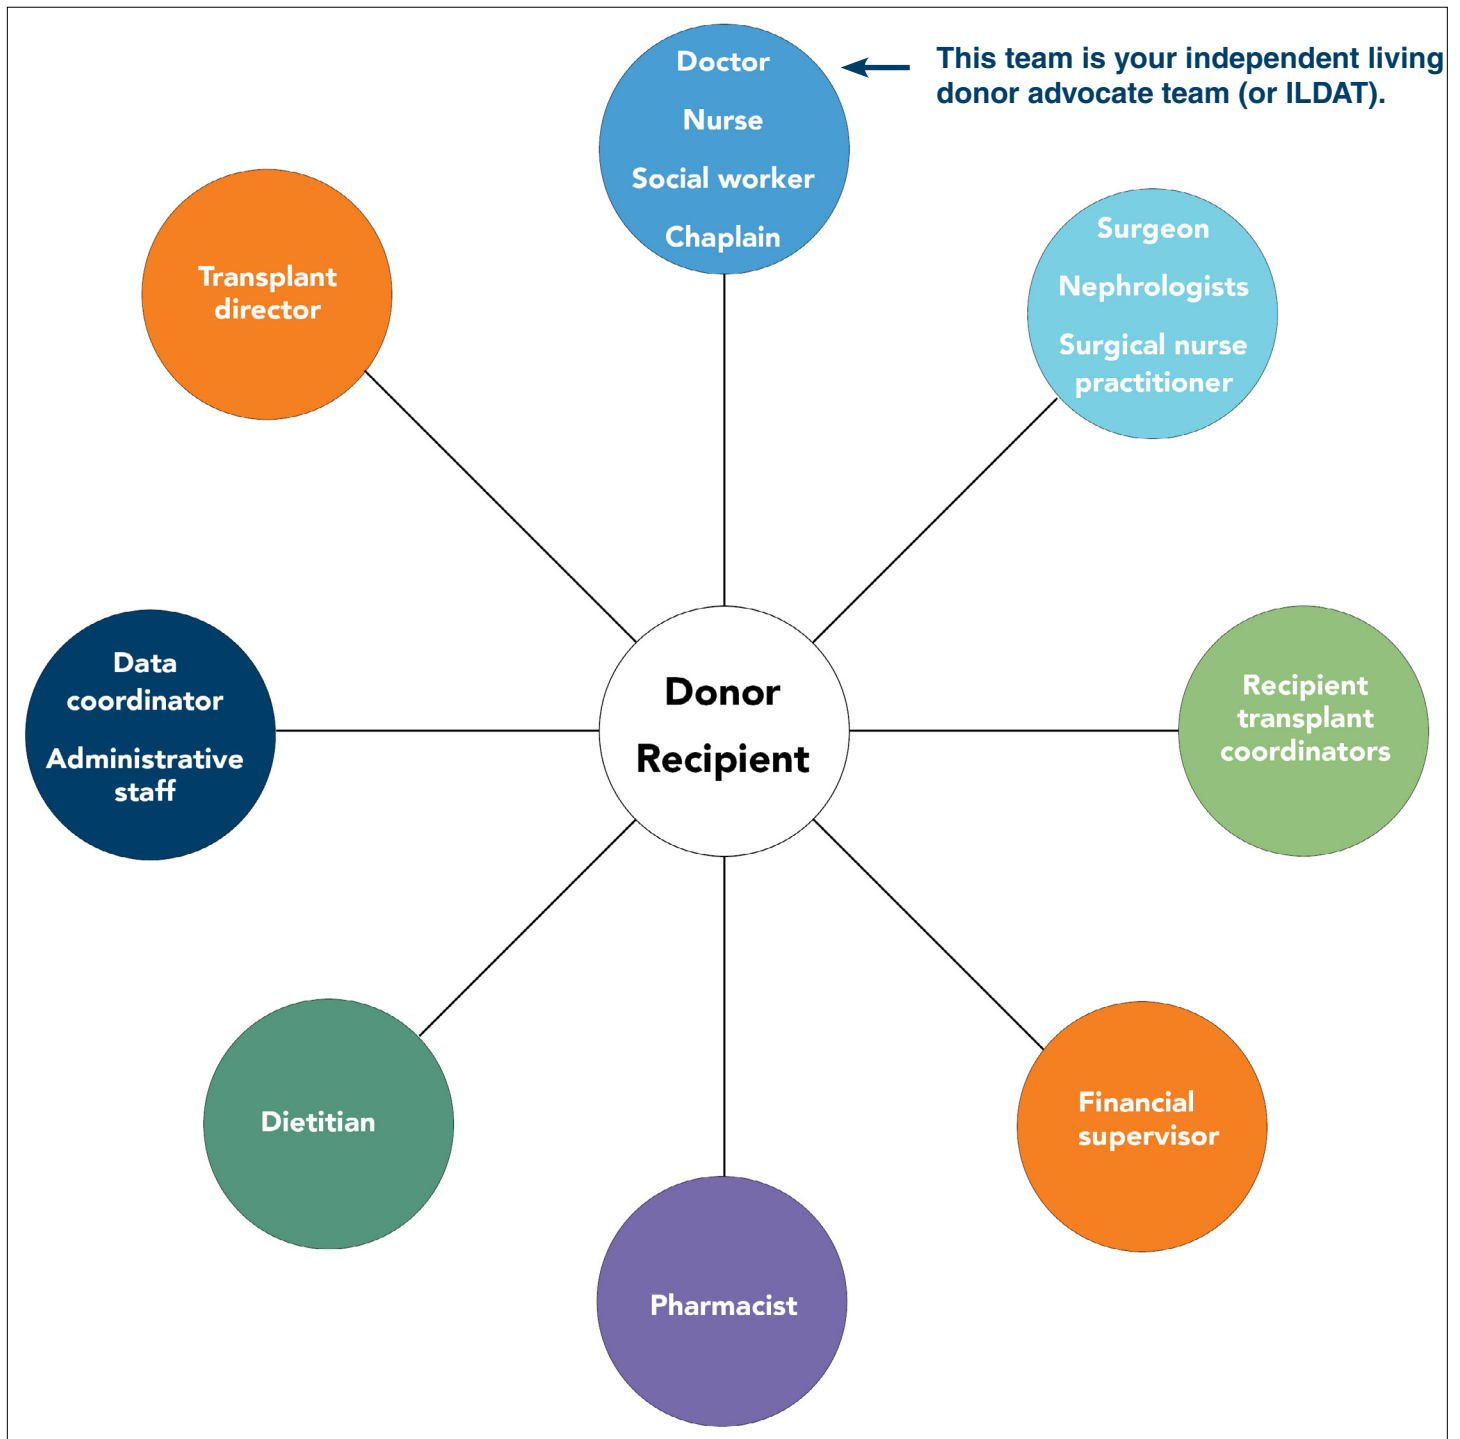 Doctor
Nurse
Social worker
Chaplain
This team is your independent living
donor advocate team (or ILDAT).
Surgeon
Nephrologists
Surgical nurse
practitioner
Transplant
director
Data
coordinator
Administrative
staff
Donor
Recipient
Recipient
transplant
coordinators
Dietitian
Financial
supervisor
Pharmacist